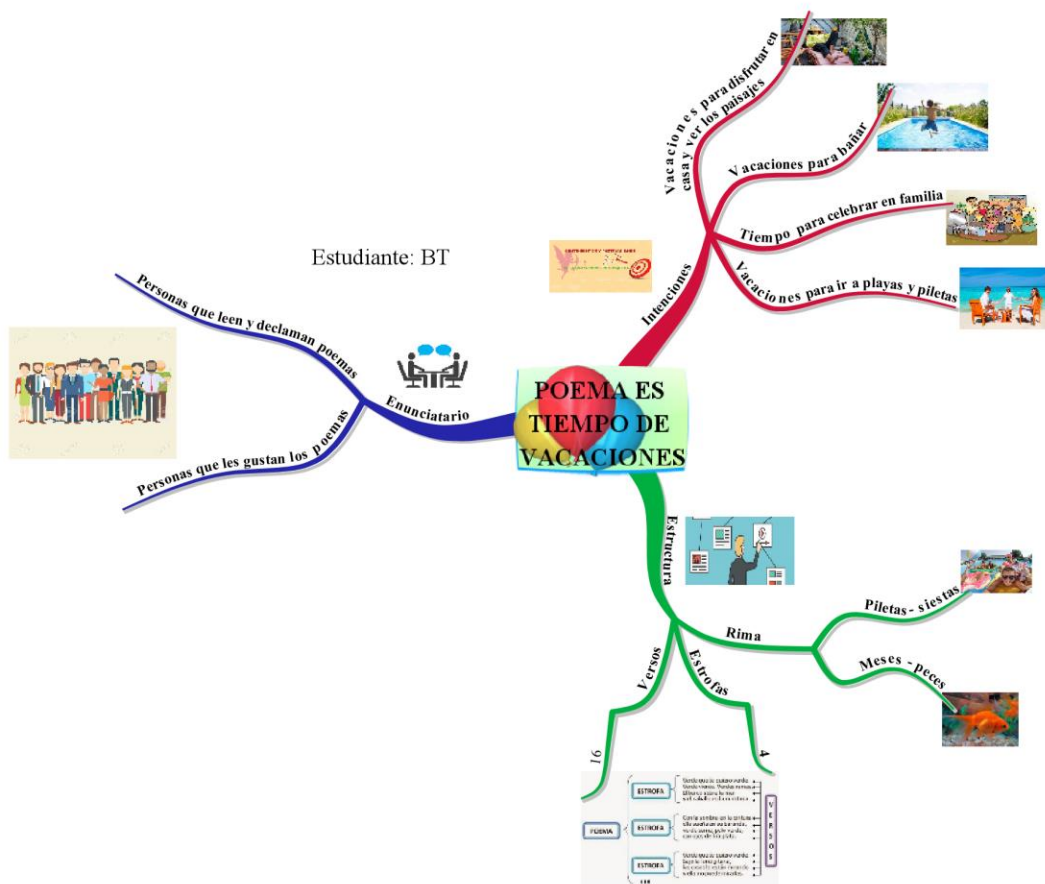 Estudiante: BT
POEMA ES
TIEMPO DE
VACACIONES
Intenciones
Vacaciones para disfrutar en
casa y ver los paisajes
Vacaciones para bañar
Tiempo para celebrar en familia
Vacaciones para ir a playas y piletas
Enunciatario
Personas que leen y declaman poemas
Personas que les gustan los poemas
Estructura
Rima
Piletas - siestas
Meses - peces
Estrofas
4
Versos
16
POEMA
ESTROFA
ESTROFA
ESTROFA
VERSOS